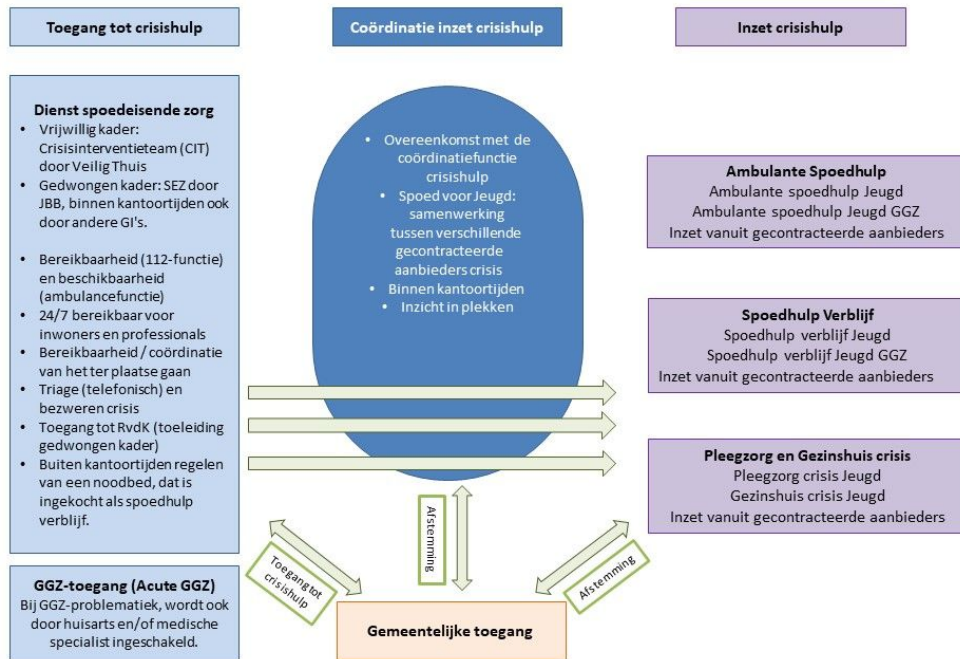 Toegang tot crisishulp
Coördinatie inzet crisishulp
Inzet crisishulp
Dienst spoedeisende zorg
• Vrijwillig kader:
Crisisinterventieteam (CIT)
door Veilig Thuis
• Gedwongen kader: SEZ door
JBB, binnen kantoortijden ook
door andere GI's.
• Bereikbaarheid (112-functie)
en beschikbaarheid
(ambulancefunctie)
• 24/7 bereikbaar voor
inwoners en professionals
• Bereikbaarheid / coördinatie
van het ter plaatse gaan
• Triage (telefonisch) en
bezweren crisis
• Toegang tot RvdK (toeleiding
gedwongen kader)
• Buiten kantoortijden regelen
van een noodbed, dat is
ingekocht als spoedhulp
verblijf.
GGZ-toegang (Acute GGZ)
Bij GGZ-problematiek, wordt ook
door huisarts en/of medische
specialist ingeschakeld.
• Overeenkomst met de
coördinatiefunctie
crisishulp
• Spoed voor Jeugd:
samenwerking
tussen verschillende
gecontracteerde
aanbieders crisis
• Binnen kantoortijden
• Inzicht in plekken
Ambulante Spoedhulp
Ambulante spoedhulp Jeugd
Ambulante spoedhulp Jeugd GGZ
Inzet vanuit gecontracteerde aanbieders
Spoedhulp Verblijf
Spoedhulp verblijf Jeugd
Spoedhulp verblijf Jeugd GGZ
Inzet vanuit gecontracteerde aanbieders
Pleegzorg en Gezinshuis crisis
Pleegzorg crisis Jeugd
Gezinshuis crisis Jeugd
Inzet vanuit gecontracteerde aanbieders
Toegang tot
crisishulp
Afstemming
Afstemming
Gemeentelijke toegang